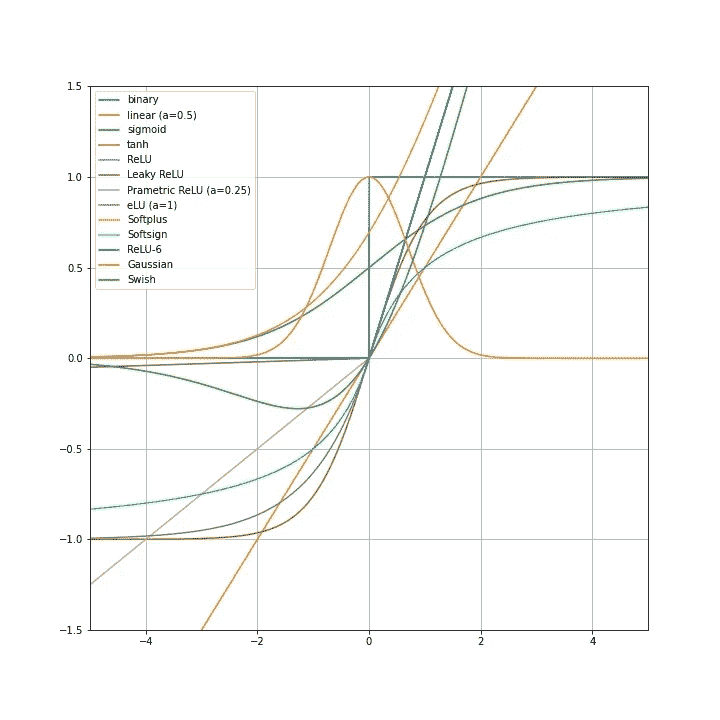 1.5
binary
linear (a=0.5)
sigmoid
tanh
ReLU
Leaky ReLU
Prametric ReLU (a=0.25)
eLU (a=1)
Softplus
Softsign
ReLU-6
Gaussian
Swish
1.0
0.5
0.0
−0.5
−1.0
−1.5
−4 −2 0 2 4